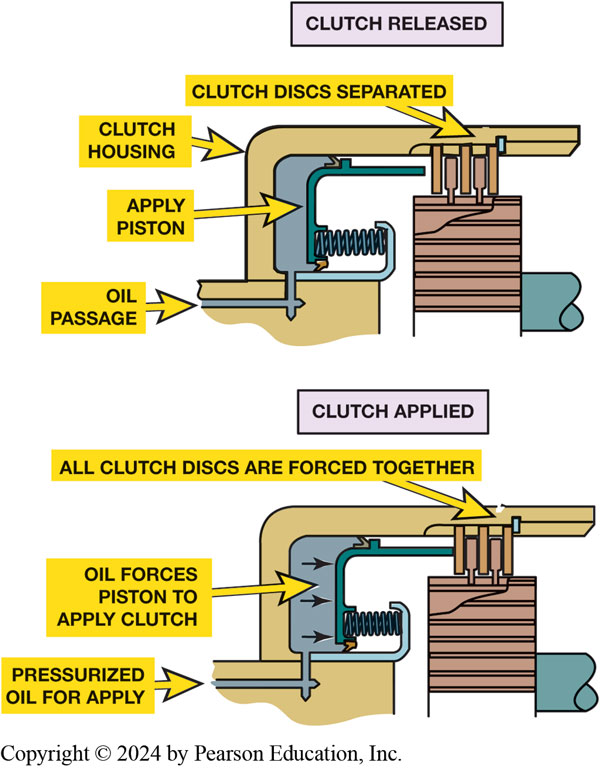 CLUTCH RELEASED
CLUTCH DISCS SEPARATED
CLUTCH
HOUSING
APPLY
PISTON
OIL
PASSAGE
CLUTCH APPLIED
ALL CLUTCH DISCS ARE FORCED TOGETHER
OIL FORCES
PISTON TO
APPLY CLUTCH
PRESSURIZED
OIL FOR APPLY
Copyright © 2024 by Pearson Education, Inc.